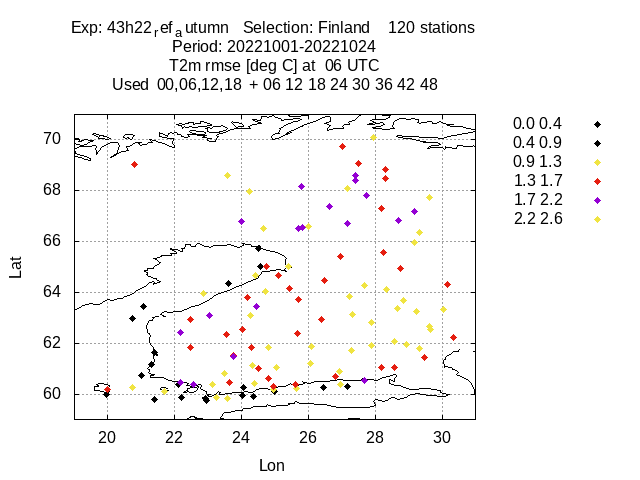 Exp: 43h22refautumn Selection: Finland 120 stations
Period: 20221001-20221024
T2m rmse [deg C] at 06 UTC
Used 00,06,12,18 + 06 12 18 24 30 36 42 48
0.0 0.4
0.4 0.9
0.9 1.3
1.3 1.7
1.7 2.2
2.2 2.6
70
68
66
64
62
60
Lat
20 22 24 26 28 30
Lon